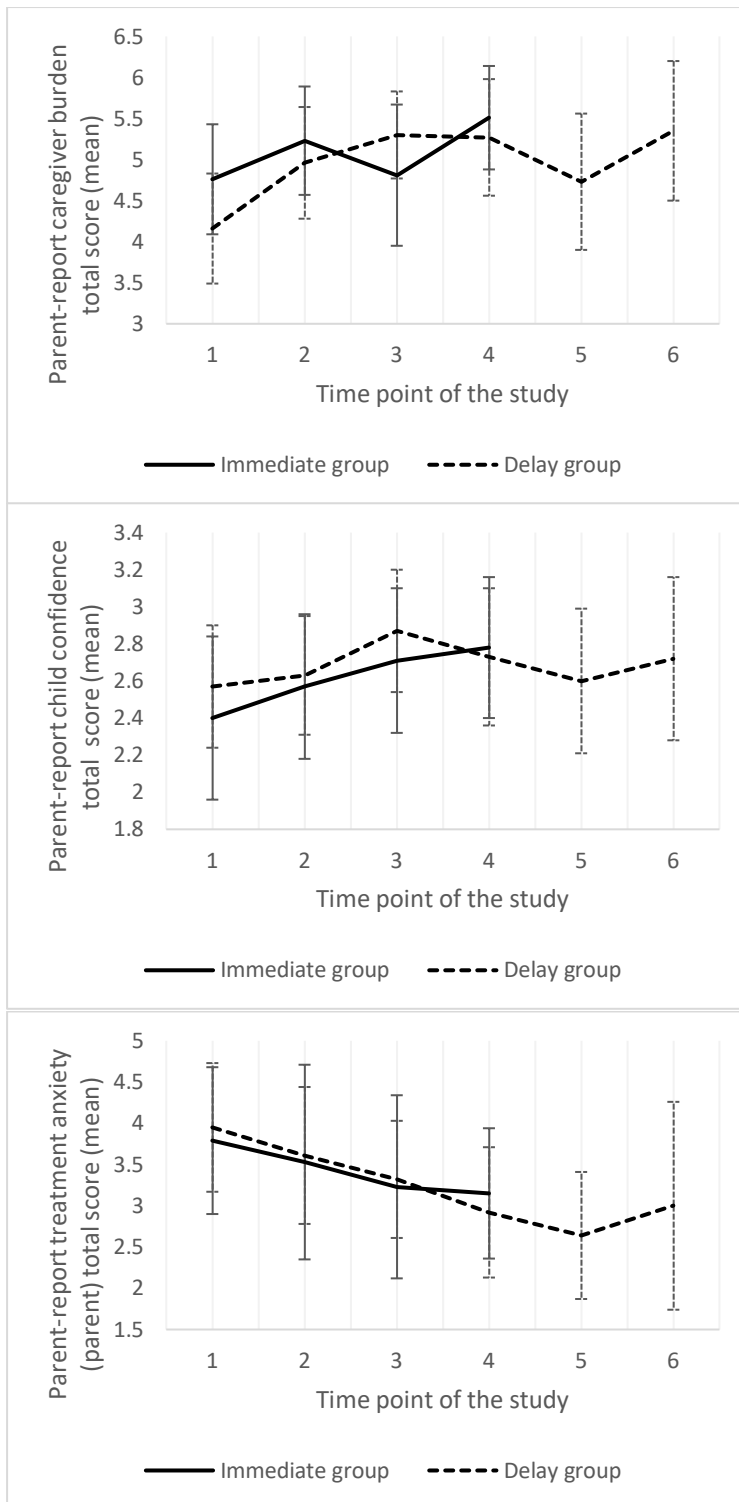 Parent-report caregiver burden
total score (mean)
6.5
6
5.5
5
4.5
4
3.5
3
1 2 3 4 5 6
Time point of the study
Immediate group Delay group
Parent-report child confidence
total score (mean)
3.4
3.2
3
2.8
2.6
2.4
2.2
2
1.8
1 2 3 4 5 6
Time point of the study
Immediate group Delay group
Parent-report treatment anxiety
(parent) total score (mean)
5
4.5
4
3.5
3
2.5
2
1.5
1 2 3 4 5 6
Time point of the study
Immediate group Delay group